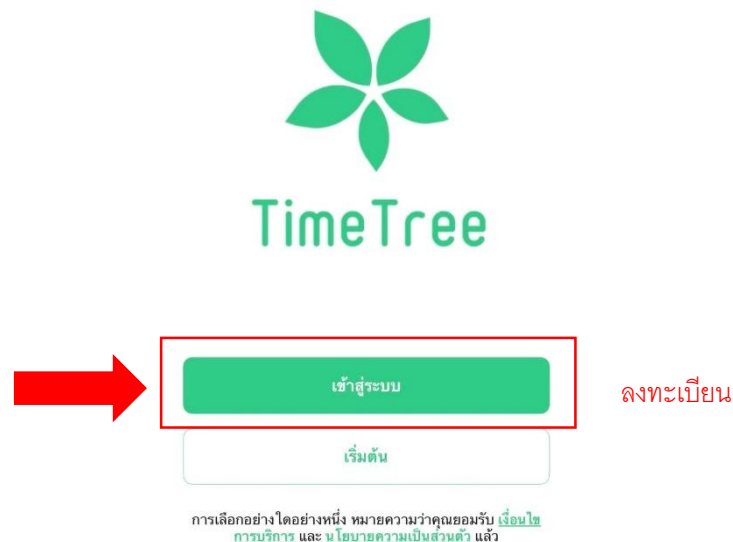 TimeTree
เข้าสู่ระบบ
ลงทะเบียน
เริ่มต้น
การเลือกอย่างใดอย่างหนึ่ง หมายความว่าคุณยอมรับ เงื่อนไข
การบริการ และ นโยบายความเป็นส่วนตัว แล้ว